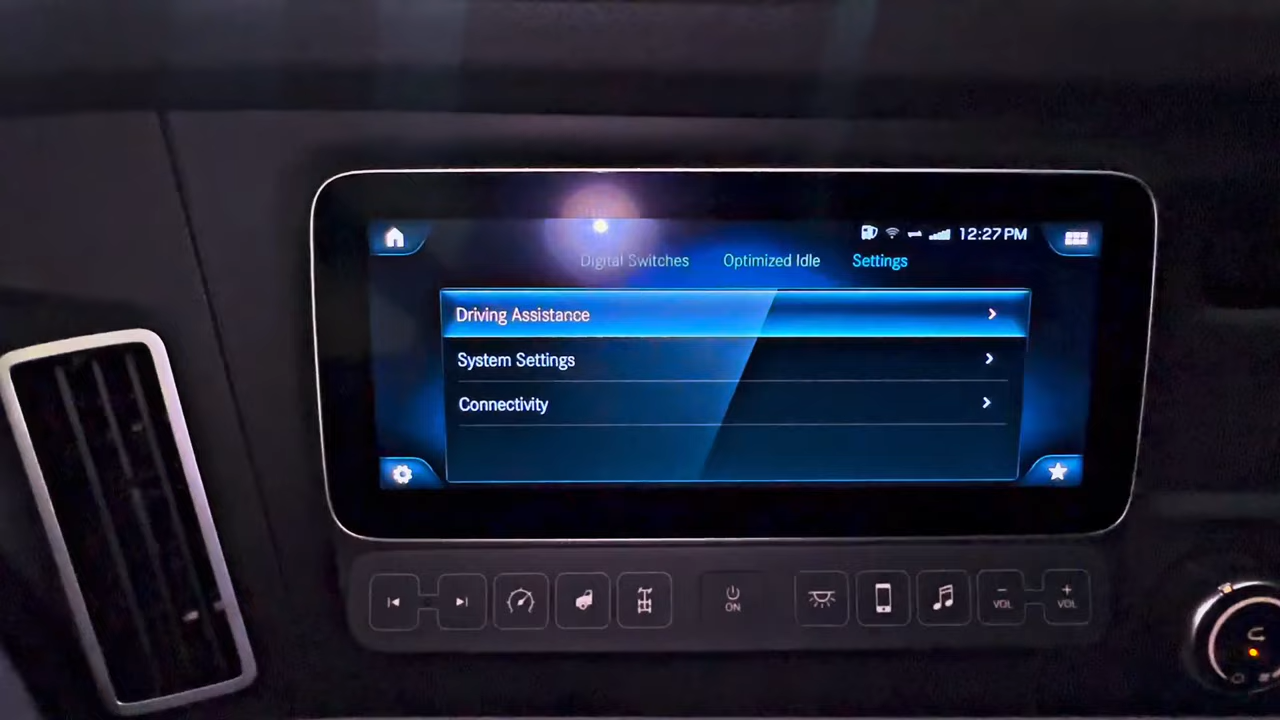 12:27 PM
Digital Switches Optimized Idle Settings
Driving Assistance
System Settings
Connectivity
ON
− VOL
+ VOL